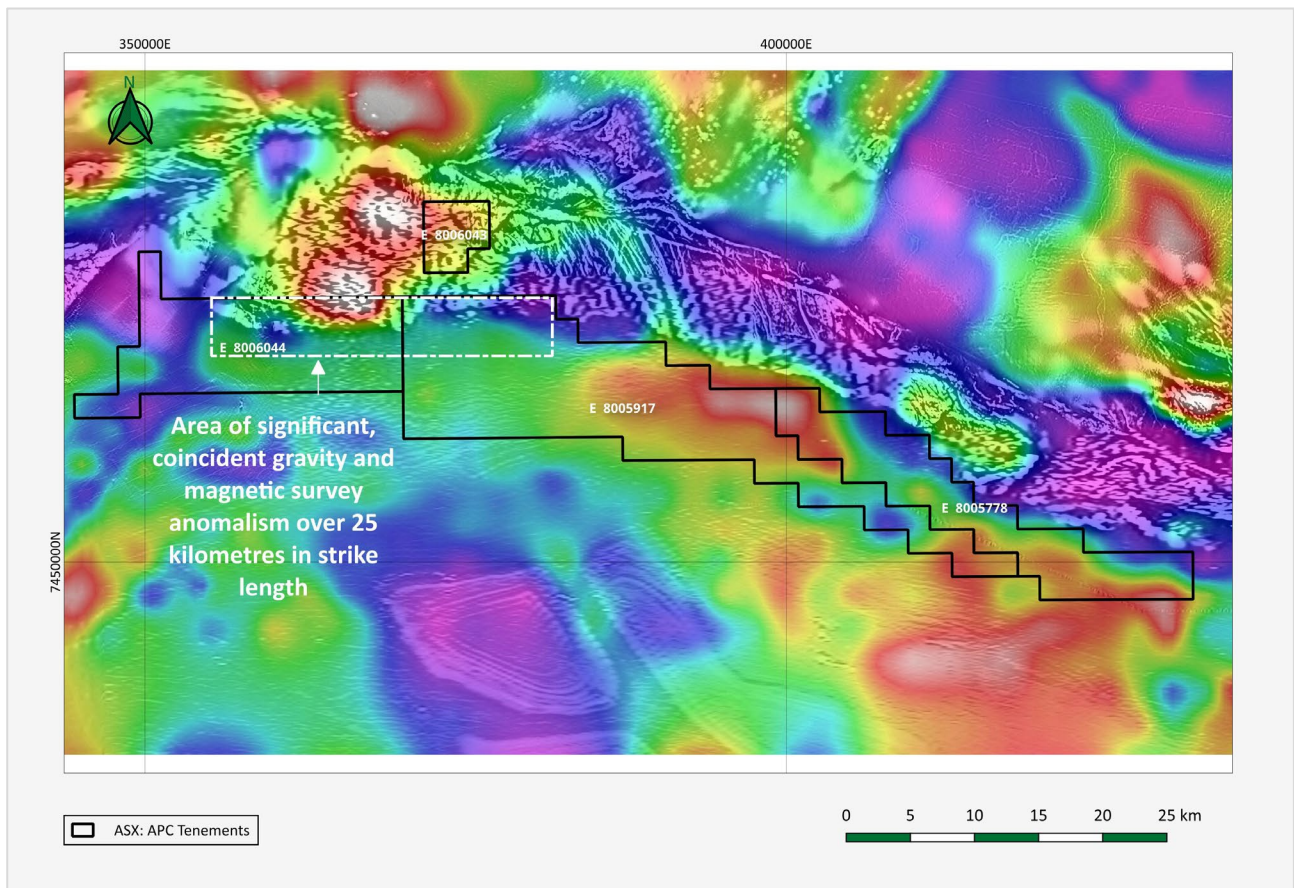 350000E
400000E
N
E 8006043
E 8006044
E 8005917
Area of significant,
coincident gravity and
magnetic survey
anomalism over 25
kilometres in strike
length
E 8005778
7450000N
ASX: APC Tenements
0 5 10 15 20 25 km